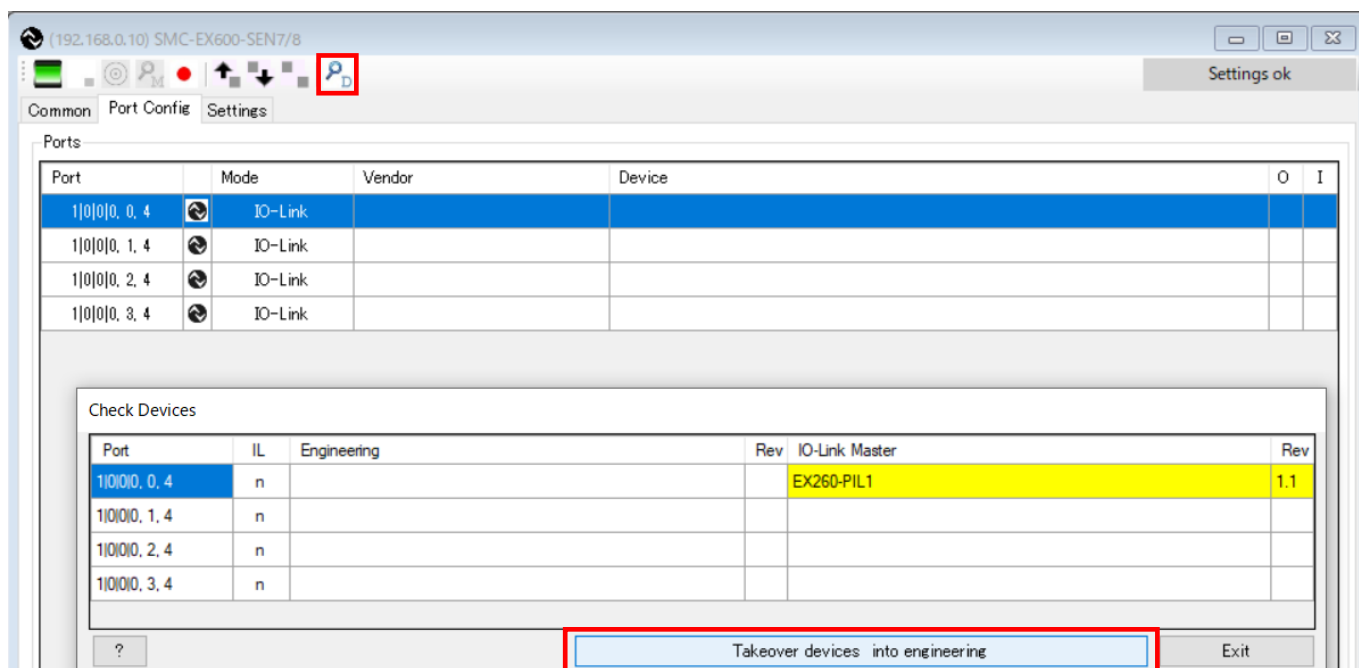 (192.168.0.10) SMC-EX600-SEN7/8
M D Settings ok
Common Port Config Settings
Ports
Port Mode Vendor Device O I
1|0|0|0, 0, 4 IO-Link
1|0|0|0, 1, 4 IO-Link
1|0|0|0, 2, 4 IO-Link
1|0|0|0, 3, 4 IO-Link
Check Devices
Port IL Engineering Rev IO-Link Master Rev
1|0|0|0, 0, 4 n EX260-PIL1 1.1
1|0|0|0, 1, 4 n
1|0|0|0, 2, 4 n
1|0|0|0, 3, 4 n
? Takeover devices into engineering Exit